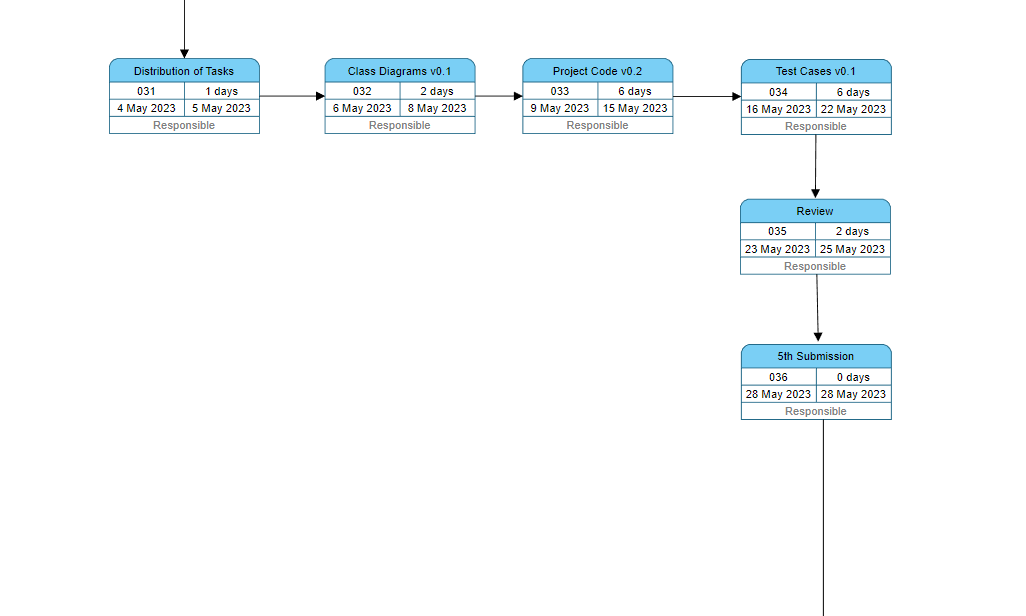 Distribution of Tasks
031 1 days
4 May 2023 5 May 2023
Responsible
Class Diagrams v0.1
032 2 days
6 May 2023 8 May 2023
Responsible
Project Code v0.2
033 6 days
9 May 2023 15 May 2023
Responsible
Test Cases v0.1
034 6 days
16 May 2023 22 May 2023
Responsible
Review
035 2 days
23 May 2023 25 May 2023
Responsible
5th Submission
036 0 days
28 May 2023 28 May 2023
Responsible